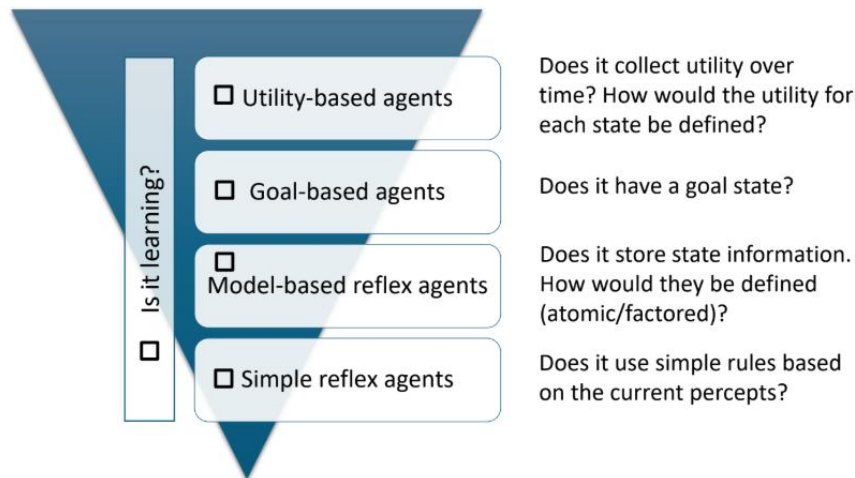 Is it learning?
Utility-based agents
Does it collect utility over
time? How would the utility for
each state be defined?
Goal-based agents
Does it have a goal state?
Model-based reflex agents
Does it store state information.
How would they be defined
(atomic/factored)?
Simple reflex agents
Does it use simple rules based
on the current percepts?